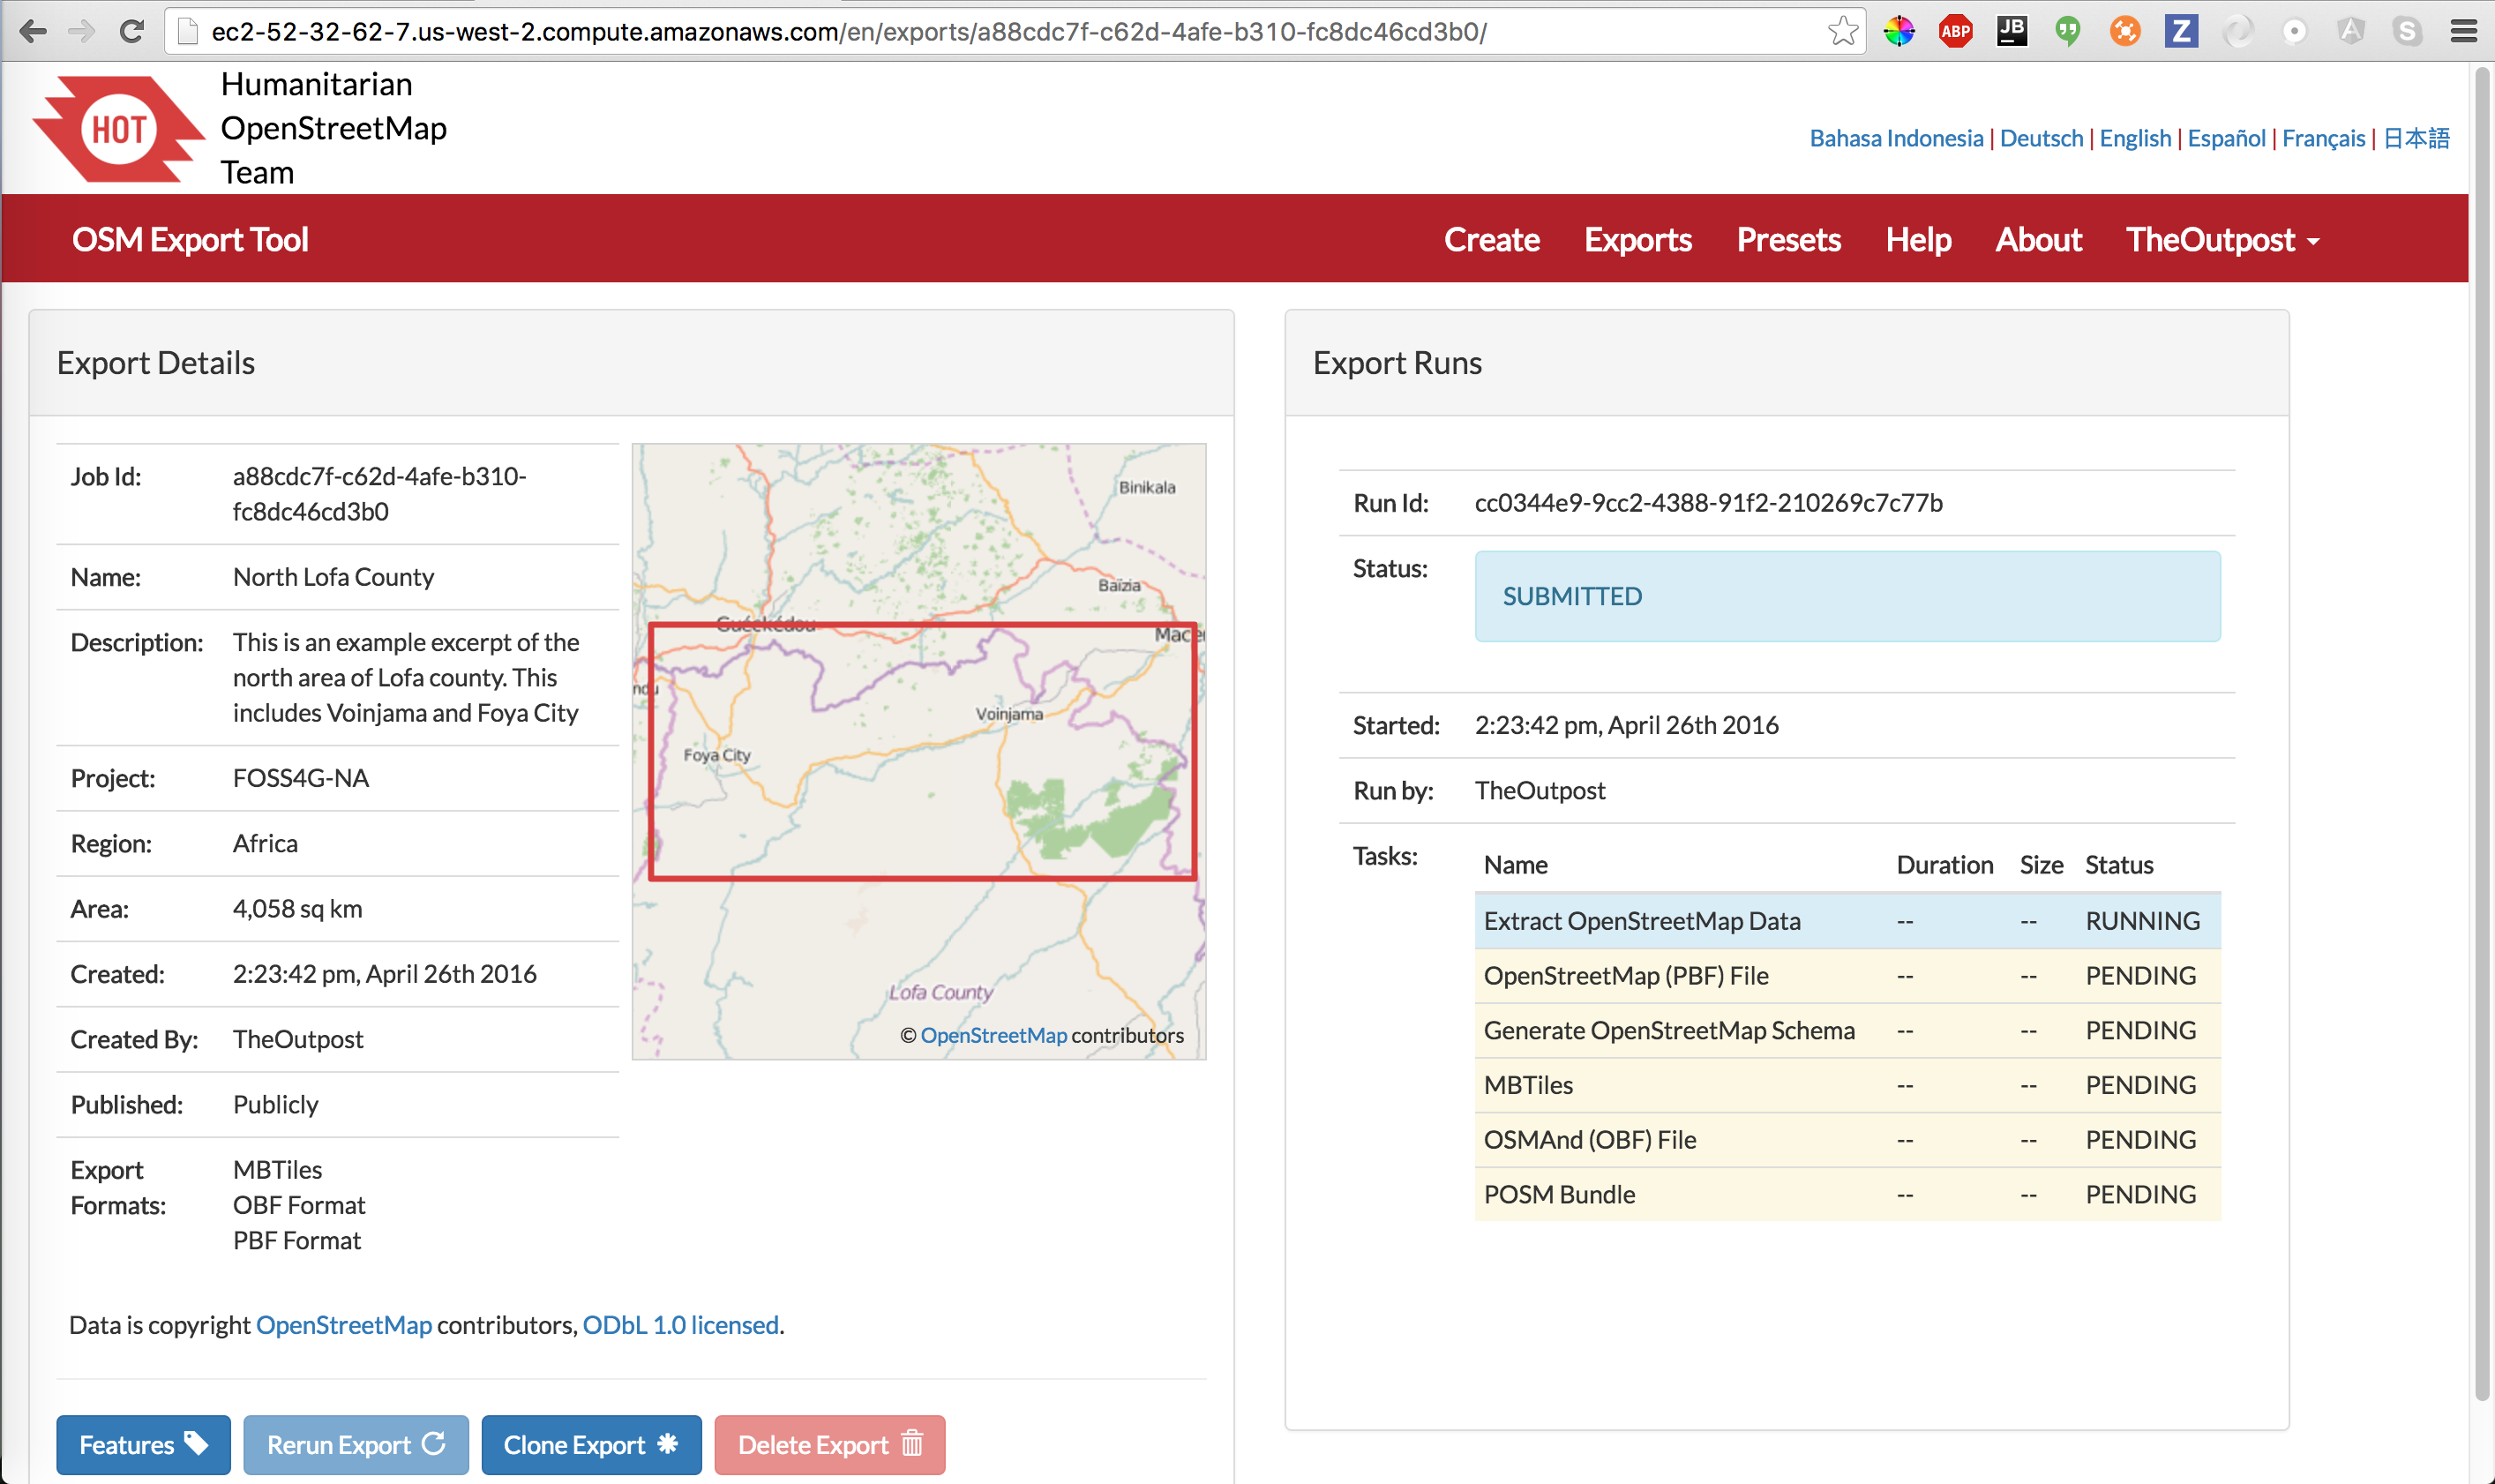 ec2-52-32-62-7.us-west-2.compute.amazonaws.com/en/exports/a88cdc7f-c62d-4afe-b310-fc8dc46cd3b0/
ABP
JB
Z
S
HOT
Humanitarian
OpenStreetMap
Team
Bahasa Indonesia | Deutsch | English | Español | Français | 日本語
OSM Export Tool
Create Exports Presets Help About TheOutpost
Export Details
Job Id: a88cdc7f-c62d-4afe-b310-
fc8dc46cd3b0
Name: North Lofa County
Description: This is an example excerpt of the
north area of Lofa county. This
includes Voinjama and Foya City
Project: FOSS4G-NA
Region: Africa
Area: 4,058 sq km
Created: 2:23:42 pm, April 26th 2016
Created By: TheOutpost
Published: Publicly
Export
Formats:
MBTiles
OBF Format
PBF Format
Binikala
Baïzia
Guéckédou
Mace
ndu
Voinjama
Foya City
Lofa County
© OpenStreetMap contributors
Data is copyright OpenStreetMap contributors, ODbL 1.0 licensed.
Features
Rerun Export
Clone Export
Delete Export
Export Runs
Run Id: cc0344e9-9cc2-4388-91f2-210269c7c77b
Status: SUBMITTED
Started: 2:23:42 pm, April 26th 2016
Run by: TheOutpost
Tasks:
Name Duration Size Status
Extract OpenStreetMap Data -- -- RUNNING
OpenStreetMap (PBF) File -- -- PENDING
Generate OpenStreetMap Schema -- -- PENDING
MBTiles -- -- PENDING
OSMAnd (OBF) File -- -- PENDING
POSM Bundle -- -- PENDING